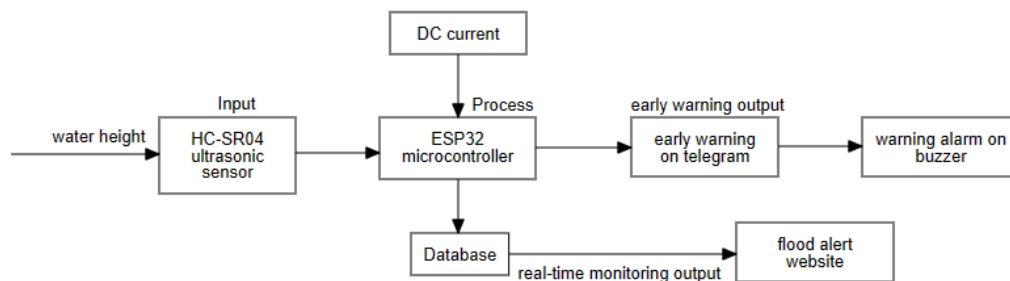 DC current
Input
Process
early warning output
water height
HC-SR04
ultrasonic
sensor
ESP32
microcontroller
early warning
on telegram
warning alarm on
buzzer
Database
real-time monitoring output
flood alert
website